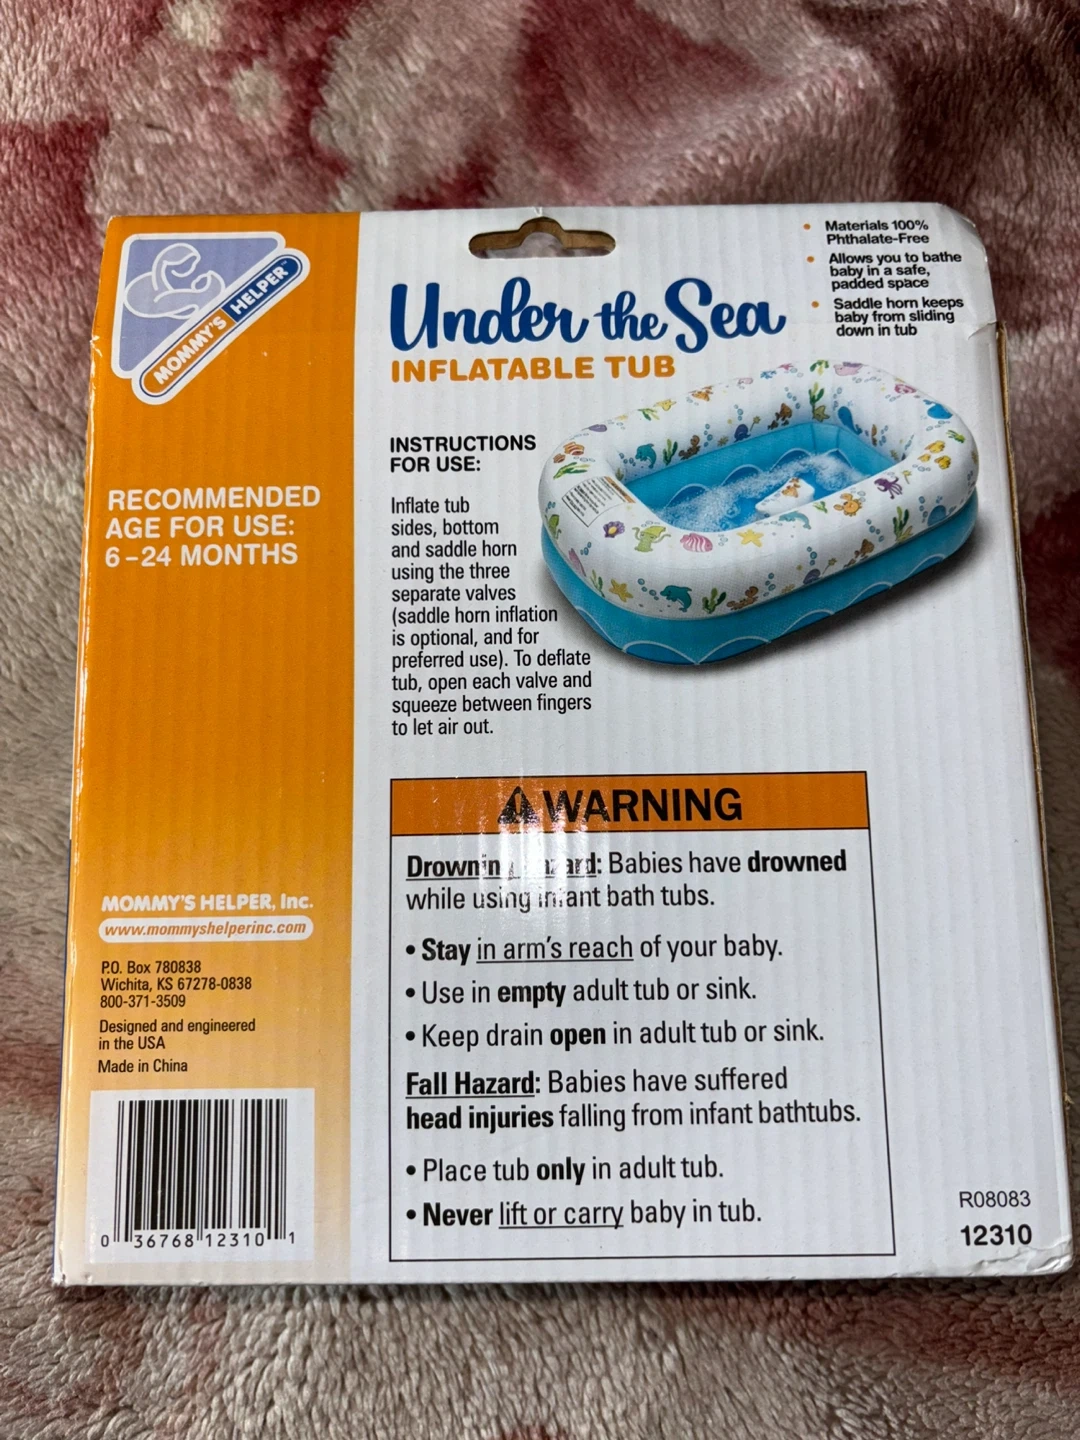 MOMMY'S HELPER™
Under the Sea
INFLATABLE TUB
• Materials 100%
Phthalate-Free
• Allows you to bathe
baby in a safe,
padded space
• Saddle horn keeps
baby from sliding
down in tub
RECOMMENDED
AGE FOR USE:
6-24 MONTHS
INSTRUCTIONS
FOR USE:
Inflate tub
sides, bottom
and saddle horn
using the three
separate valves
(saddle horn inflation
is optional, and for
preferred use). To deflate
tub, open each valve and
squeeze between fingers
to let air out.
WARNING
Drowning Hazard: Babies have drowned
while using infant bath tubs.
• Stay in arm's reach of your baby.
• Use in empty adult tub or sink.
• Keep drain open in adult tub or sink.
Fall Hazard: Babies have suffered
head injuries falling from infant bathtubs.
• Place tub only in adult tub.
• Never lift or carry baby in tub.
MOMMY'S HELPER, Inc.
www.mommyshelperinc.com
P.O. Box 780838
Wichita, KS 67278-0838
800-371-3509
Designed and engineered
in the USA
Made in China
0 36768 12310 1
R08083
12310